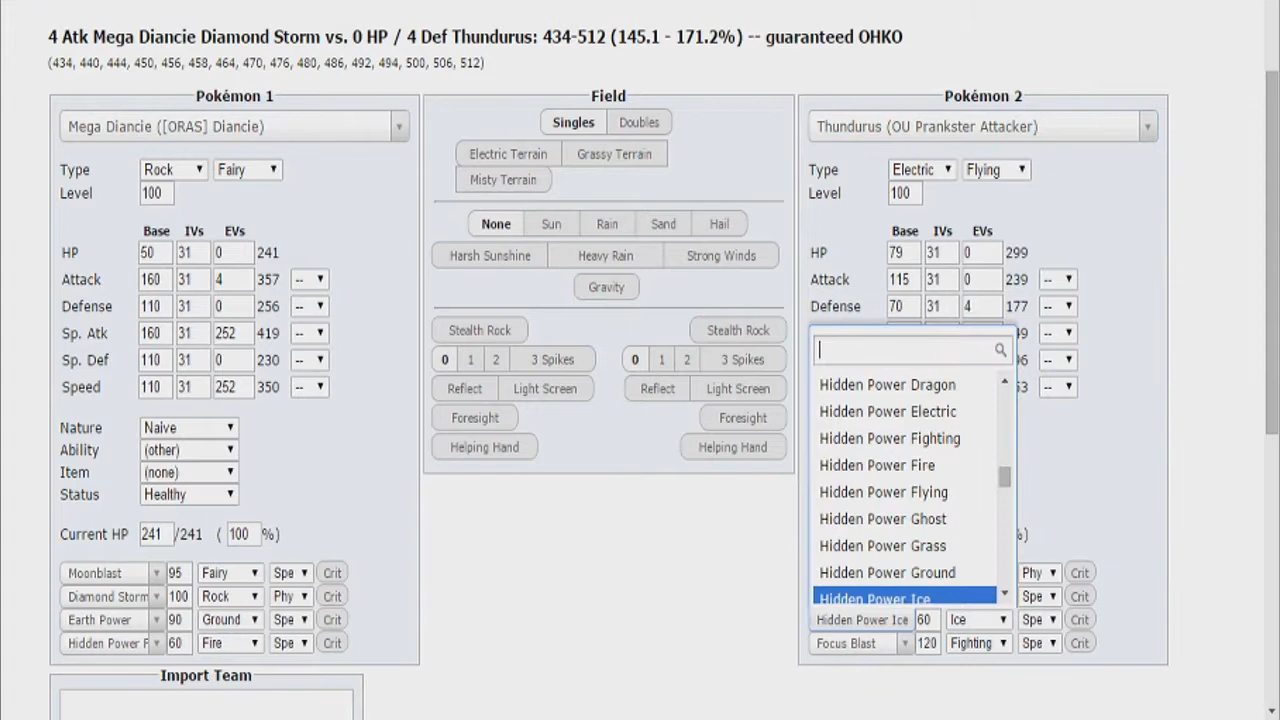 4 Atk Mega Diancie Diamond Storm vs. 0 HP / 4 Def Thundurus: 434-512 (145.1 - 171.2%) -- guaranteed OHKO
(434, 440, 444, 450, 456, 458, 464, 470, 476, 480, 486, 492, 494, 500, 506, 512)
Pokémon 1
Mega Diancie ([ORAS] Diancie)
Type Rock Fairy
Level 100
Base IVs EVs
HP 50 31 0 241
Attack 160 31 4 357 --
Defense 110 31 0 256 --
Sp. Atk 160 31 252 419 --
Sp. Def 110 31 0 230 --
Speed 110 31 252 350 --
Nature Naive
Ability (other)
Item (none)
Status Healthy
Current HP 241 /241 ( 100 %)
Moonblast 95 Fairy Spe Crit
Diamond Storm 100 Rock Phy Crit
Earth Power 90 Ground Spe Crit
Hidden Power F 60 Fire Spe Crit
Import Team
Field
Singles Doubles
Electric Terrain Grassy Terrain
Misty Terrain
None Sun Rain Sand Hail
Harsh Sunshine Heavy Rain Strong Winds
Gravity
Stealth Rock Stealth Rock
0 1 2 3 Spikes 0 1 2 3 Spikes
Reflect Light Screen Reflect Light Screen
Foresight Foresight
Helping Hand Helping Hand
Pokémon 2
Thundurus (OU Prankster Attacker)
Type Electric Flying
Level 100
Base IVs EVs
HP 79 31 0 299
Attack 115 31 0 239 --
Defense 70 31 4 177 --
49 --
96 --
53 --
Hidden Power Dragon
Hidden Power Electric
Hidden Power Fighting
Hidden Power Fire
Hidden Power Flying
Hidden Power Ghost
Hidden Power Grass
Hidden Power Ground
Hidden Power Ice
%)
Phy Crit
Spe Crit
Hidden Power Ice 60 Ice Spe Crit
Focus Blast 120 Fighting Spe Crit